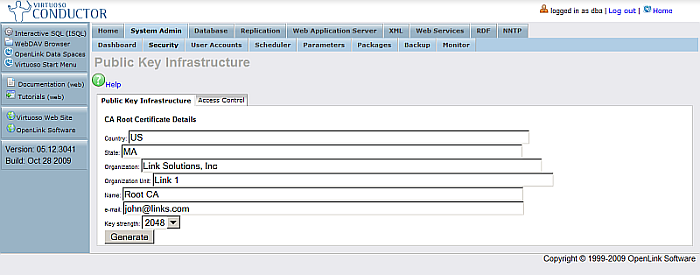 VIRTUOSO
CONDUCTOR
logged in as dba | Log out | Home
Interactive SQL (ISQL)
WebDAV Browser
OpenLink Data Spaces
Virtuoso Start Menu
Documentation (web)
Tutorials (web)
Virtuoso Web Site
OpenLink Software
Version: 05.12.3041
Build: Oct 28 2009
Home System Admin Database Replication Web Application Server XML Web Services RDF NNTP
Dashboard Security User Accounts Scheduler Parameters Packages Backup Monitor
Public Key Infrastructure
Help
Public Key Infrastructure Access Control
CA Root Certificate Details
Country: US
State: MA
Organization: Link Solutions, Inc
Organization Unit: Link 1
Name: Root CA
e-mail: john@links.com
Key strength: 2048
Generate
Copyright © 1999-2009 OpenLink Software